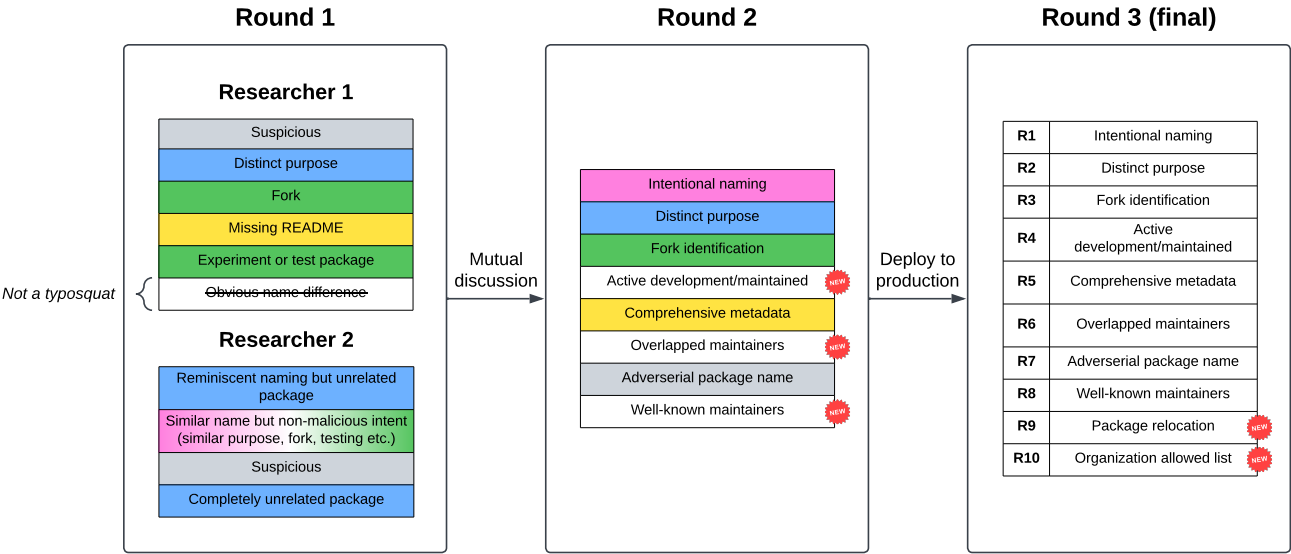 Round 1
Researcher 1
Suspicious
Distinct purpose
Fork
Missing README
Experiment or test package
Obvious name difference
Not a typosquat
Researcher 2
Reminiscent naming but unrelated
package
Similar name but non-malicious intent
(similar purpose, fork, testing etc.)
Suspicious
Completely unrelated package
Mutual
discussion
Round 2
Intentional naming
Distinct purpose
Fork identification
Active development/maintained NEW
Comprehensive metadata
Overlapped maintainers NEW
Adverserial package name
Well-known maintainers NEW
Deploy to
production
Round 3 (final)
R1 Intentional naming
R2 Distinct purpose
R3 Fork identification
R4 Active
development/maintained
R5 Comprehensive metadata
R6 Overlapped maintainers
R7 Adverserial package name
R8 Well-known maintainers
R9 Package relocation NEW
R10 Organization allowed list NEW